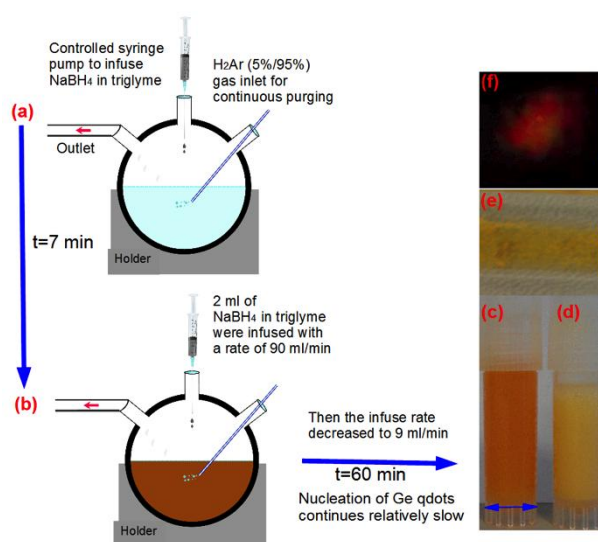 Controlled syringe
pump to infuse
NaBH4 in triglyme
H2Ar (5%/95%)
gas inlet for
continuous purging
(a)
Outlet
Holder
t=7 min
2 ml of
NaBH4 in triglyme
were infused with
a rate of 90 ml/min
(b)
Holder
Then the infuse rate
decreased to 9 ml/min
t=60 min
Nucleation of Ge qdots
continues relatively slow
(f)
(e)
(c)
(d)